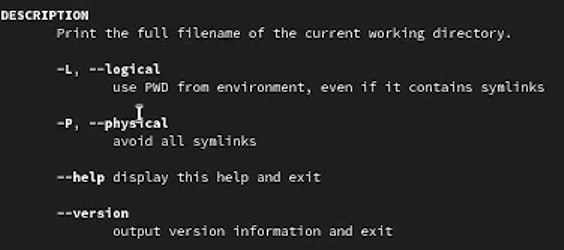 DESCRIPTION
Print the full filename of the current working directory.
-L, --logical
use PWD from environment, even if it contains symlinks
-P, --physical
avoid all symlinks
--help display this help and exit
--version
output version information and exit